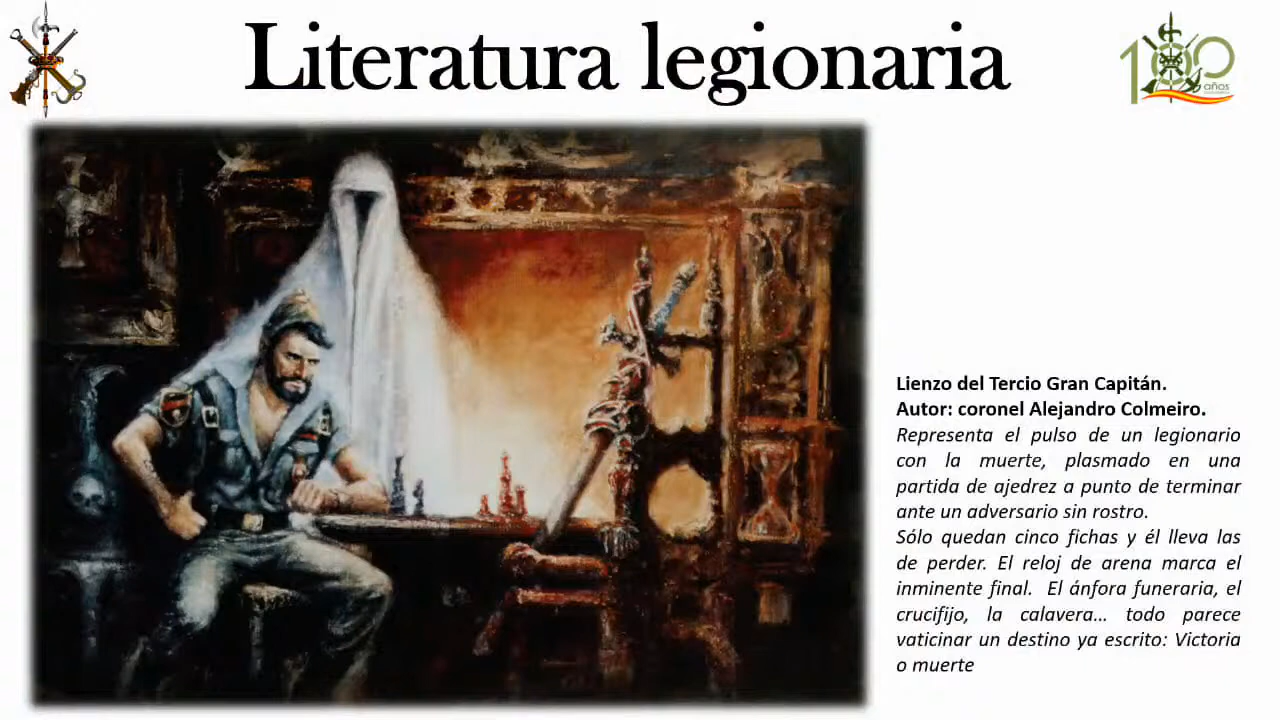 Literatura legionaria
100
años
Lienzo del Tercio Gran Capitán.
Autor: coronel Alejandro Colmeiro.
Representa el pulso de un legionario
con la muerte, plasmado en una
partida de ajedrez a punto de terminar
ante un adversario sin rostro.
Sólo quedan cinco fichas y él lleva las
de perder. El reloj de arena marca el
inminente final. El ánfora funeraria, el
crucifijo, la calavera... todo parece
vaticinar un destino ya escrito: Victoria
o muerte